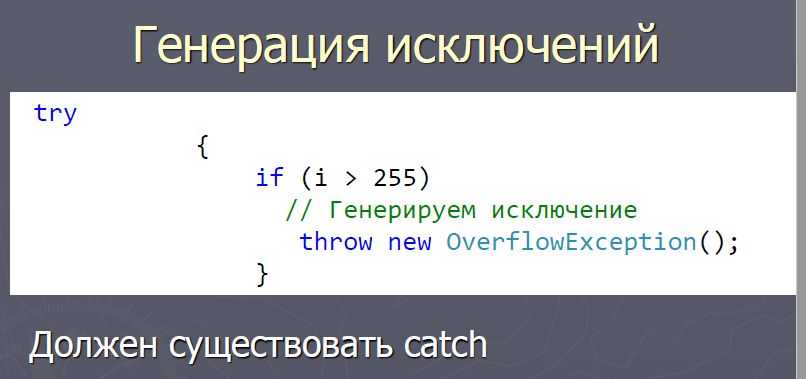 Генерация исключений
try
{
if (i > 255)
// Генерируем исключение
throw new OverflowException();
}
Должен существовать catch